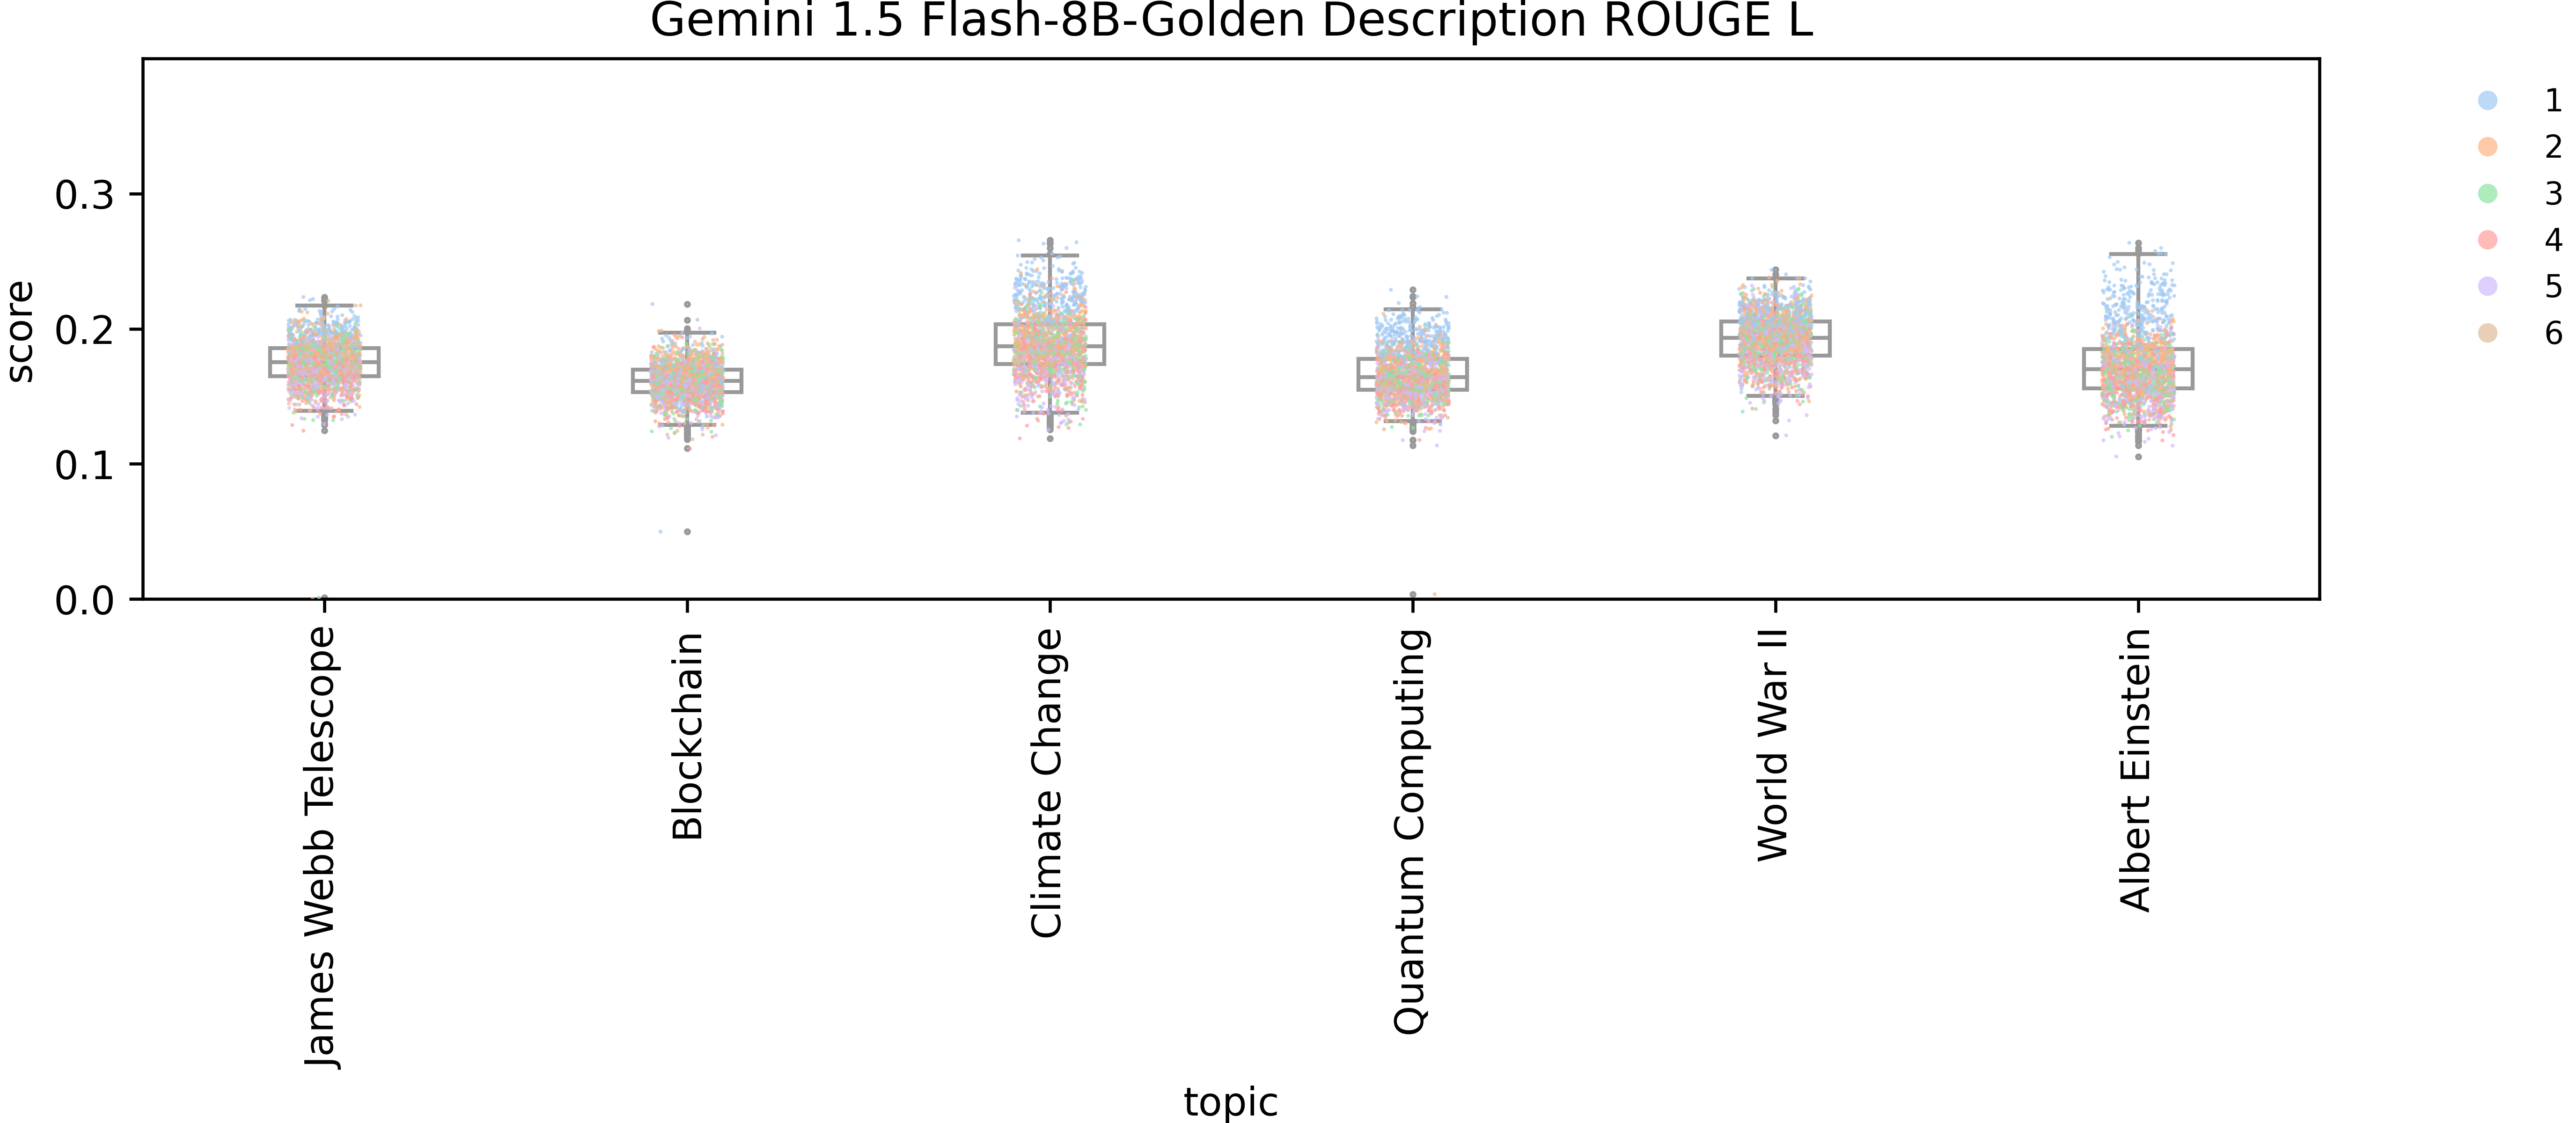 Gemini 1.5 Flash-8B-Golden Description ROUGE L
score
0.3
0.2
0.1
0.0
James Webb Telescope
Blockchain
Climate Change
Quantum Computing
World War II
Albert Einstein
topic
1
2
3
4
5
6